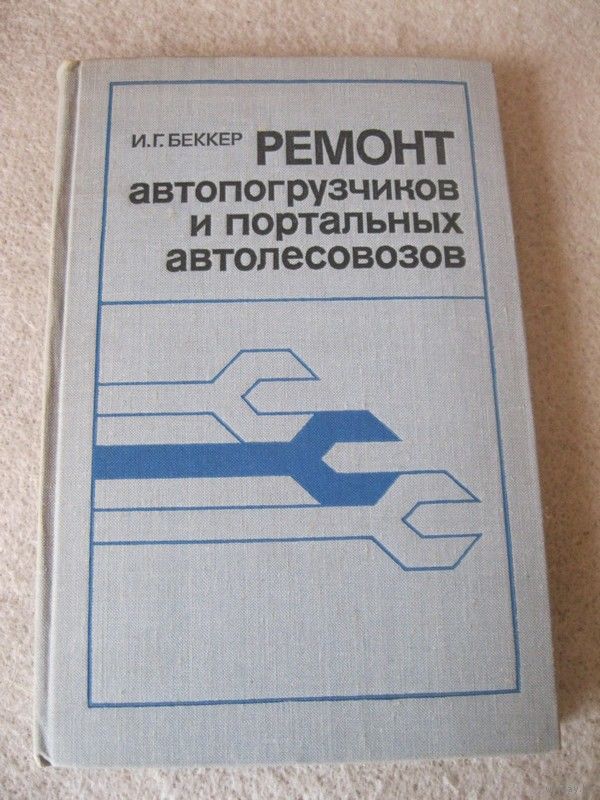 И.Г. БЕККЕР РЕМОНТ
автопогрузчиков
и портальных
автолесовозов